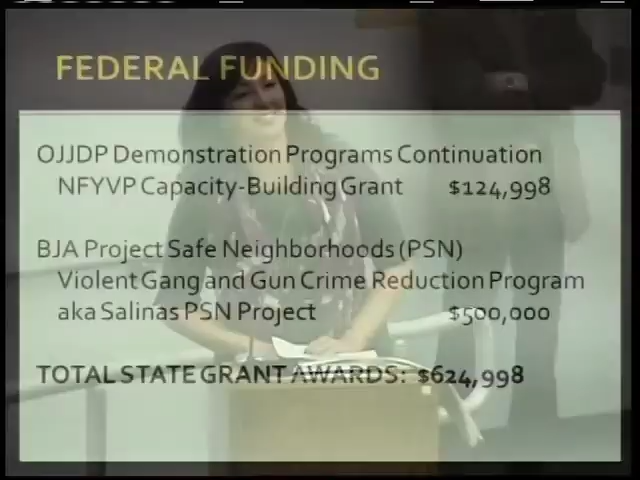 FEDERAL FUNDING
OJJDP Demonstration Programs Continuation
NFYVP Capacity-Building Grant $124,998
BJA Project Safe Neighborhoods (PSN)
Violent Gang and Gun Crime Reduction Program
aka Salinas PSN Project $500,000
TOTAL STATE GRANT AWARDS: $624,998